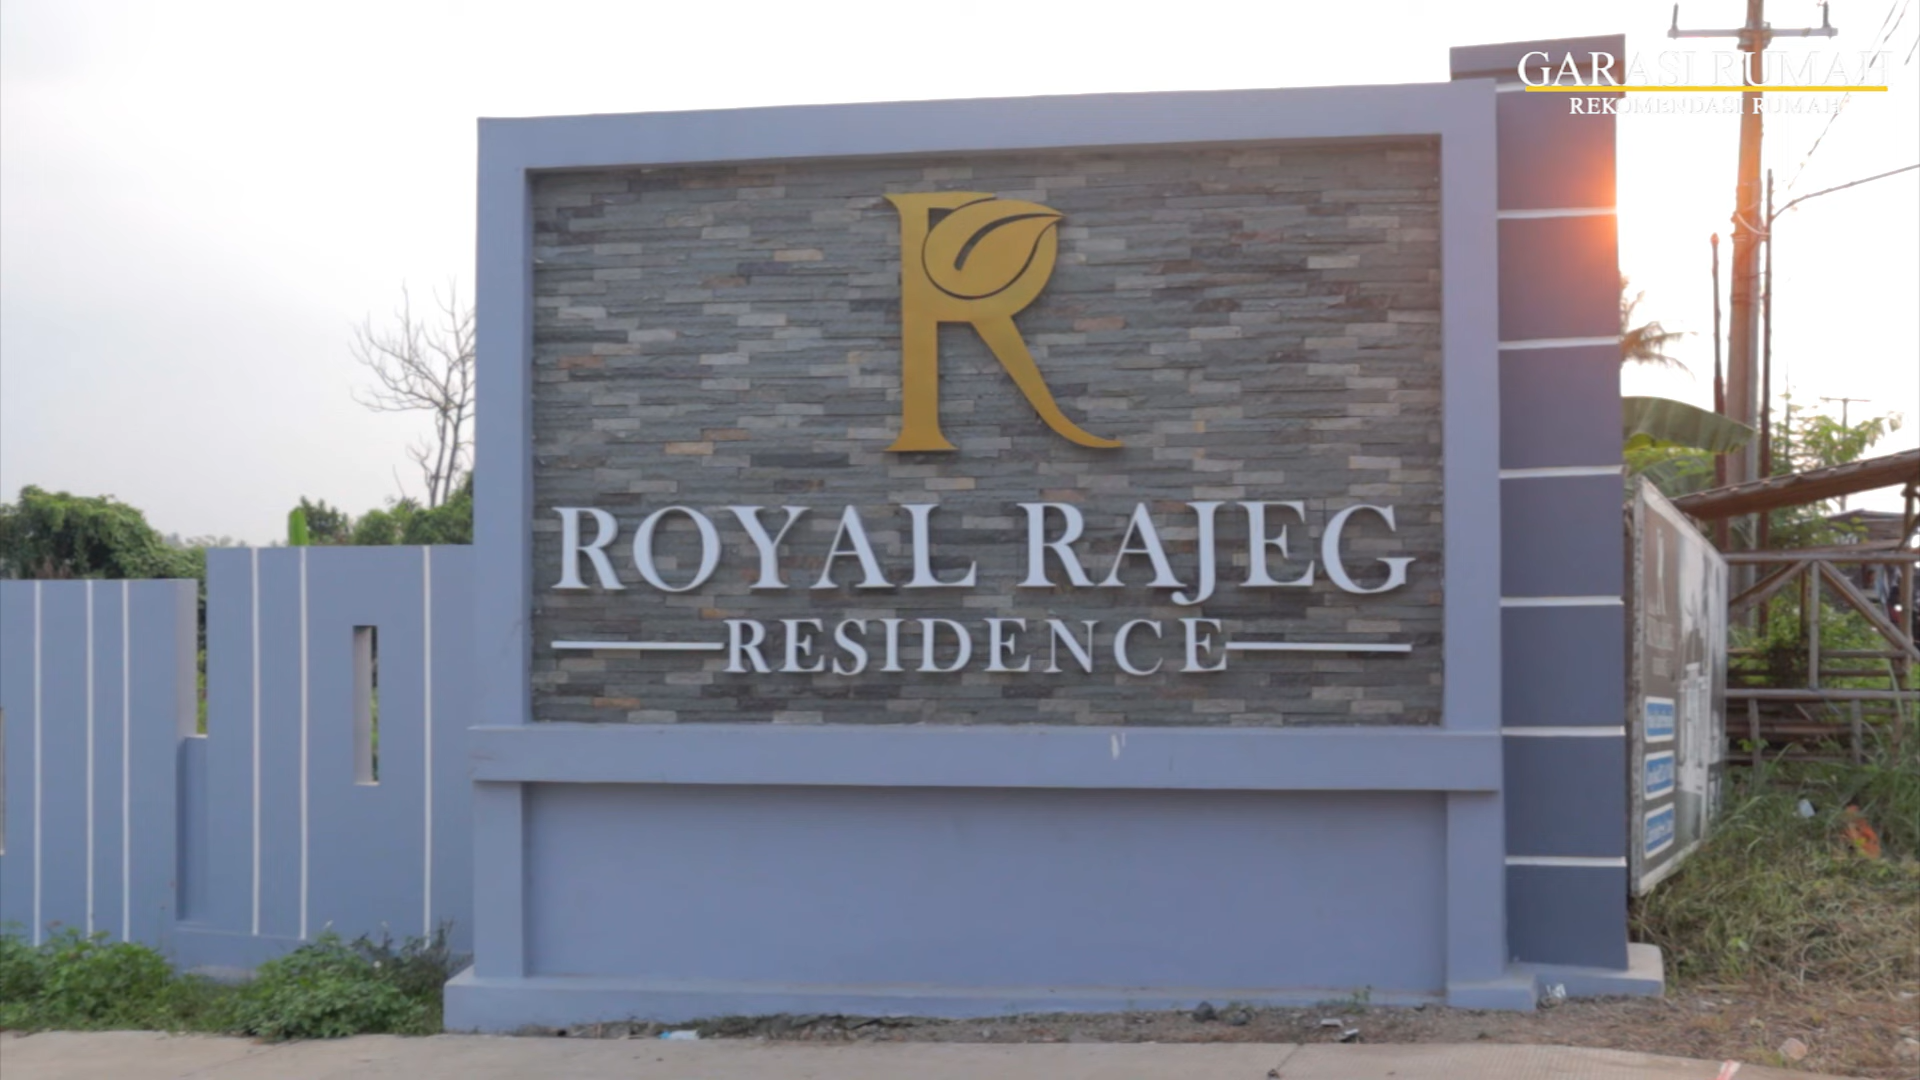 GARASI RUMAH
REKOMENDASI RUMAH
R
ROYAL RAJEG
RESIDENCE